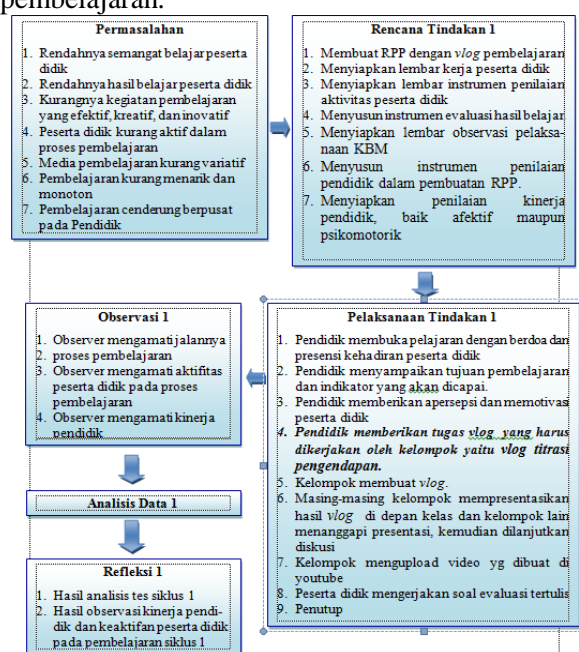 pembelajaran.
Permasalahan
1. Rendahnya semangat belajar peserta
didik
2. Rendahnya hasil belajar peserta didik
3. Kurangnya kegiatan pembelajaran
yang efektif, kreatif, dan inovatif
4. Peserta didik kurang aktif dalam
proses pembelajaran
5. Media pembelajaran kurang variatif
6. Pembelajaran kurang menarik dan
monoton
7. Pembelajaran cenderung berpusat
pada Pendidik
Rencana Tindakan 1
1. Membuat RPP dengan vlog pembelajaran
2. Menyiapkan lembar kerja peserta didik
3. Menyiapkan lembar instrumen penilaian
aktivitas peserta didik
4. Menyusun instrumen evaluasi hasil belajar
5. Menyiapkan lembar observasi pelaksa-
naan KBM
6. Menyusun instrumen penilaian
pendidik dalam pembuatan RPP.
7. Menyiapkan penilaian kinerja
pendidik, baik afektif maupun
psikomotorik
Observasi 1
1. Observer mengamati jalannya
2. proses pembelajaran
3. Observer mengamati aktifitas
peserta didik pada proses
pembelajaran
4. Observer mengamati kinerja
pendidik
Pelaksanaan Tindakan 1
1. Pendidik membuka pelajaran dengan berdoa dan
presensi kehadiran peserta didik
2. Pendidik menyampaikan tujuan pembelajaran
dan indikator yang akan dicapai.
3. Pendidik memberikan apersepsi dan memotivasi
peserta didik
4. Pendidik memberikan tugas vlog yang harus
dikerjakan oleh kelompok yaitu vlog titrasi
pengendapan.
5. Kelompok membuat vlog.
6. Masing-masing kelompok mempresentasikan
hasil vlog di depan kelas dan kelompok lain
menanggapi presentasi, kemudian dilanjutkan
diskusi
7. Kelompok mengupload video yg dibuat di
youtube
8. Peserta didik mengerjakan soal evaluasi tertulis
9. Penutup
Analisis Data 1
Refleksi 1
1. Hasil analisis tes siklus 1
2. Hasil observasi kinerja pendi-
dik dan keaktifan peserta didik
pada pembelajaran siklus 1